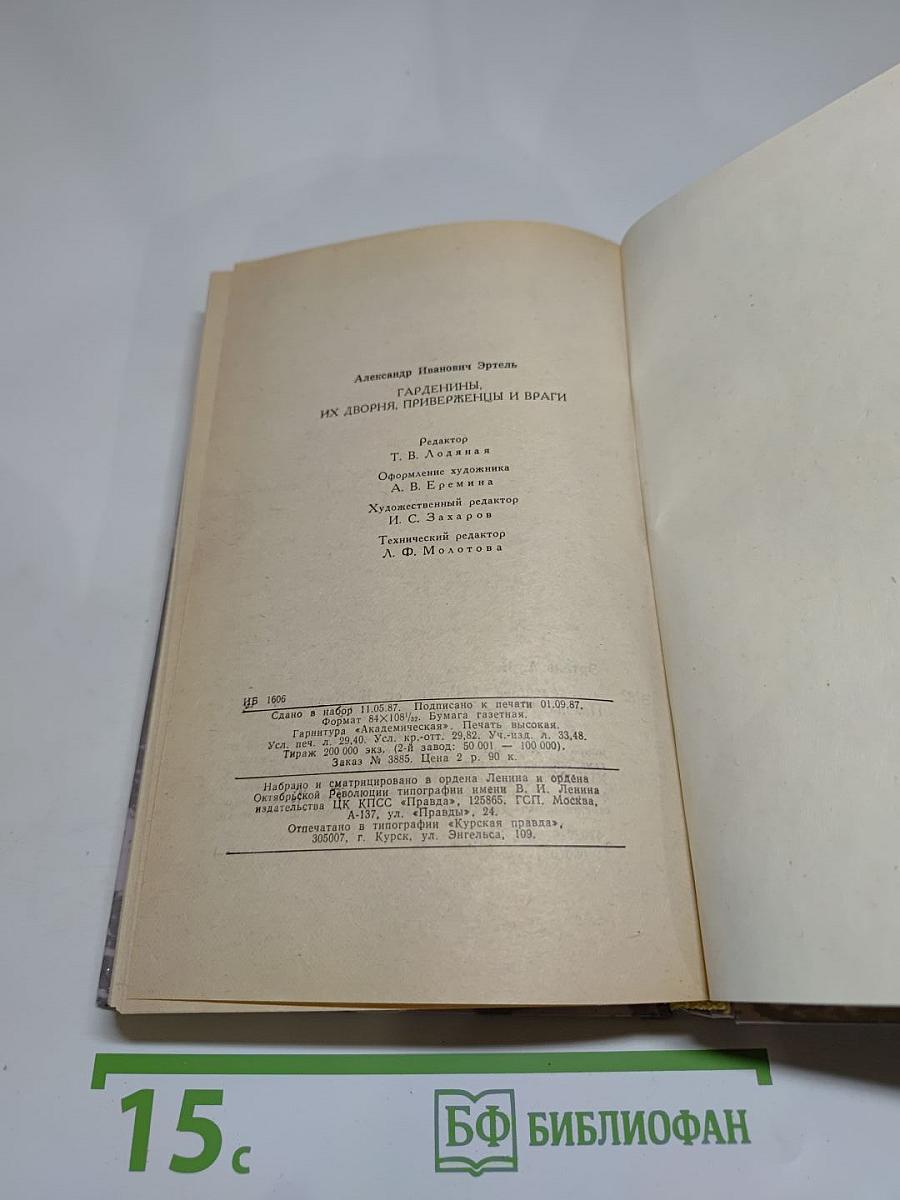 Александр Иванович Эртель
ГАРДЕНИНЫ,
ИХ ДВОРНЯ, ПРИВЕРЖЕНЦЫ И ВРАГИ
Редактор
Т. В. Лодяная
Оформление художника
А. В. Еремина
Художественный редактор
И. С. Захаров
Технический редактор
Л. Ф. Молотова
ИБ 1606
Сдано в набор 11.05.87. Подписано к печати 01.09.87.
Формат 84×108¹/₃₂. Бумага газетная.
Гарнитура «Академическая». Печать высокая.
Усл. печ. л. 29,40. Усл. кр.-отт. 29,82. Уч.-изд. л. 33,48.
Тираж 200 000 экз. (2-й завод: 50 001 — 100 000).
Заказ № 3885. Цена 2 р. 90 к.
Набрано и сматрицировано в ордена Ленина и ордена
Октябрьской Революции типографии имени В. И. Ленина
издательства ЦК КПСС «Правда», 125865, ГСП, Москва,
А-137, ул. «Правды», 24.
Отпечатано в типографии «Курская правда»,
305007, г. Курск, ул. Энгельса, 109.
15 с
БФ БИБЛИОФАН